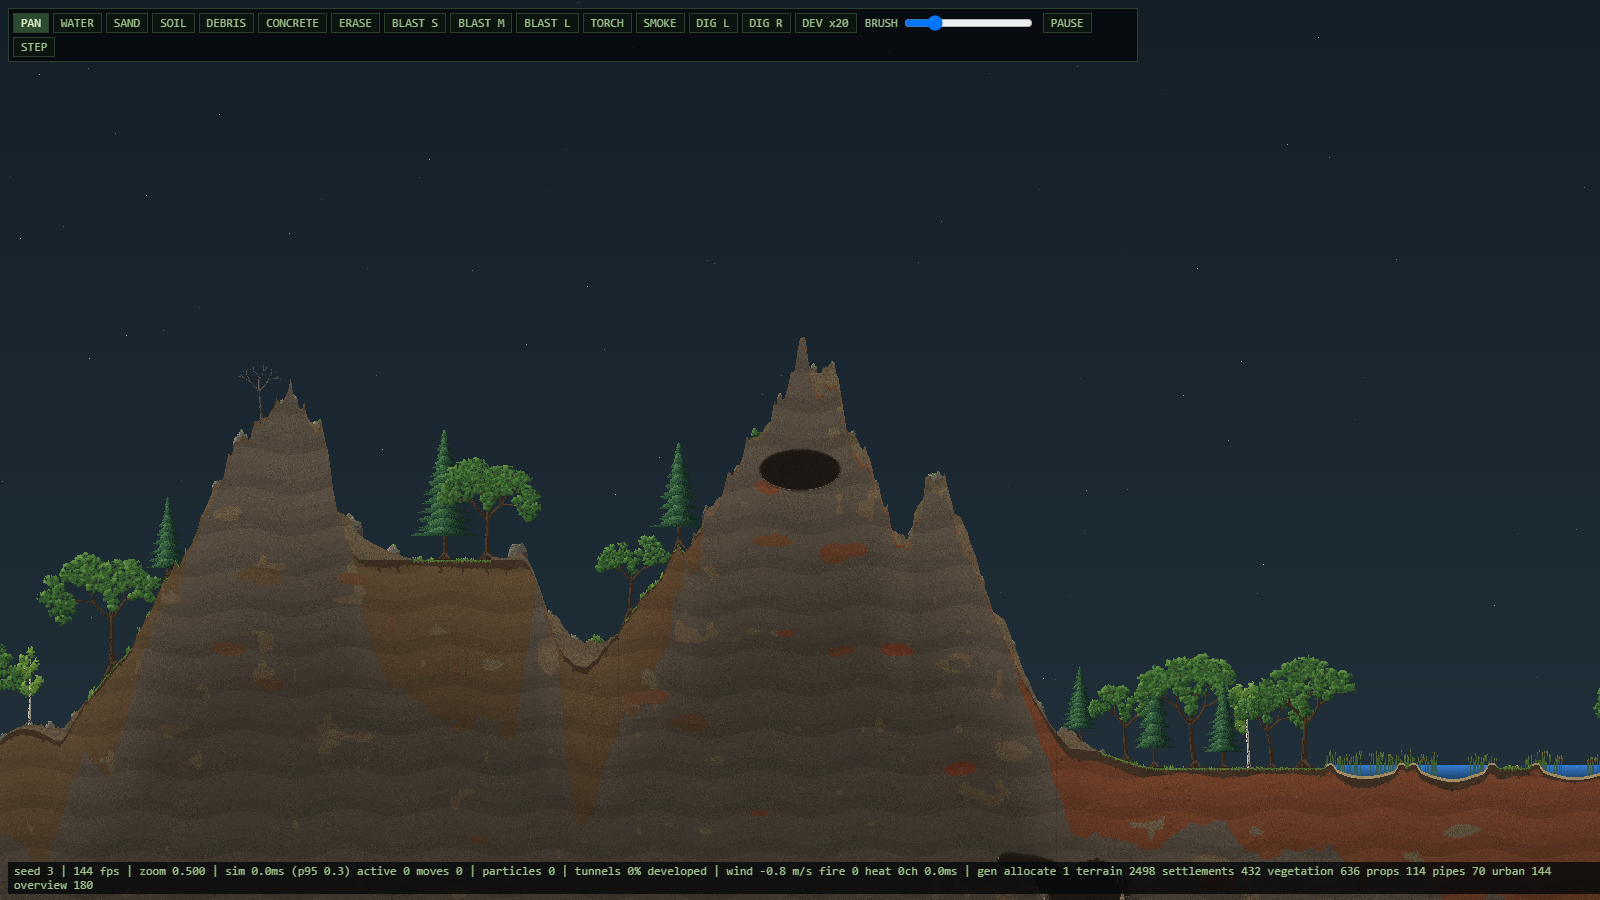 PAN WATER SAND SOIL DEBRIS CONCRETE ERASE BLAST S BLAST M BLAST L TORCH SMOKE DIG L DIG R DEV x20 BRUSH PAUSE
STEP
seed 3 | 144 fps | zoom 0.500 | sim 0.0ms (p95 0.3) active 0 moves 0 | particles 0 | tunnels 0% developed | wind -0.8 m/s fire 0 heat 0ch 0.0ms | gen allocate 1 terrain 2498 settlements 432 vegetation 636 props 114 pipes 70 urban 144
overview 180